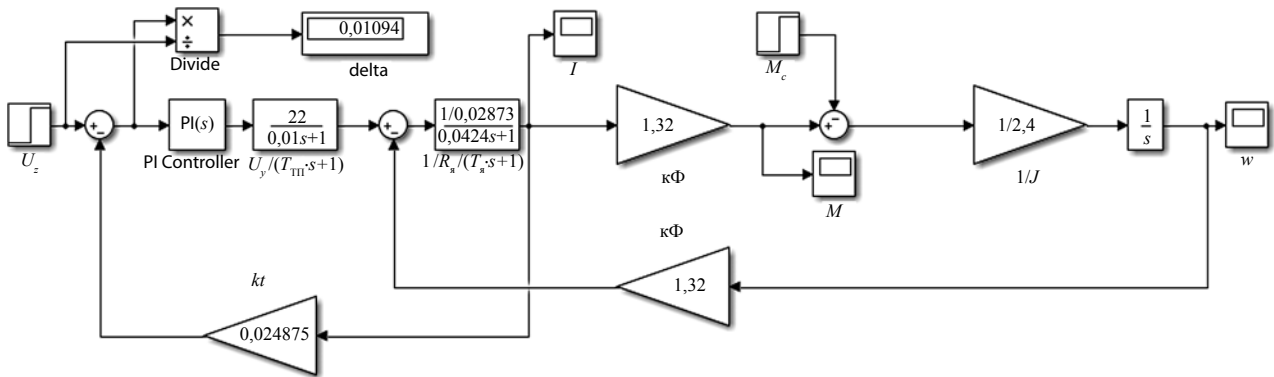 ×
÷
Divide
0,01094
delta
I
M_c
U_z
+
−
PI(s)
PI Controller
22
0,01s+1
U_y/(T_ТП·s+1)
+
−
1/0,02873
0,0424s+1
1/R_я/(T_я·s+1)
1,32
кФ
M
−
+
1/2,4
1/J
1
s
w
кФ
1,32
kt
0,024875